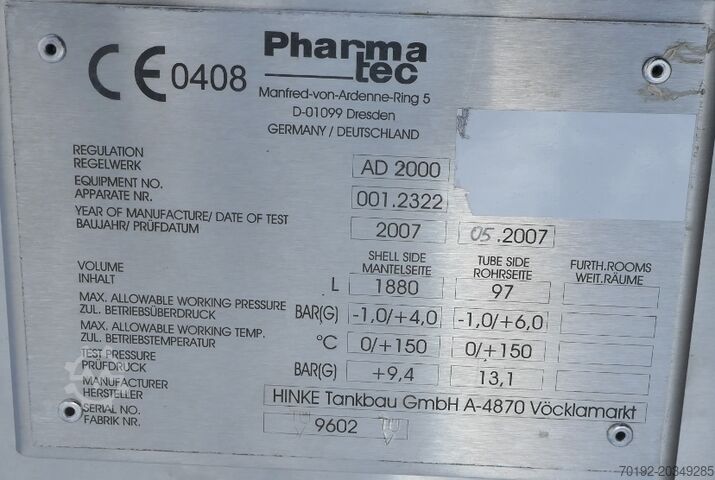 CE 0408
Pharma
tec
Manfred-von-Ardenne-Ring 5
D-01099 Dresden
GERMANY / DEUTSCHLAND
REGULATION
REGELWERK AD 2000
EQUIPMENT NO.
APPARATE NR. 001.2322
YEAR OF MANUFACTURE/ DATE OF TEST
BAUJAHR/ PRÜFDATUM 2007 05.2007
SHELL SIDE TUBE SIDE FURTH.ROOMS
MANTELSEITE ROHRSEITE WEIT.RÄUME
VOLUME
INHALT L 1880 97
MAX. ALLOWABLE WORKING PRESSURE
ZUL. BETRIEBSÜBERDRUCK BAR(G) -1,0/+4,0 -1,0/+6,0
MAX. ALLOWABLE WORKING TEMP.
ZUL. BETRIEBSTEMPERATUR °C 0/+150 0/+150
TEST PRESSURE
PRÜFDRUCK BAR(G) +9,4 13,1
MANUFACTURER
HERSTELLER HINKE Tankbau GmbH A-4870 Vöcklamarkt
SERIAL NO.
FABRIK NR. 9602
70192-20349285